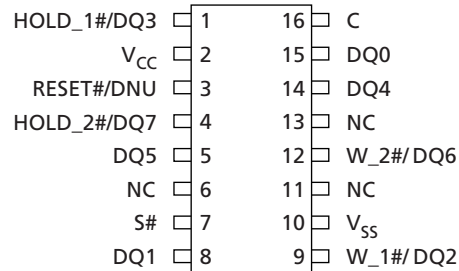 HOLD_1#/DQ3 1 16 C
VCC 2 15 DQ0
RESET#/DNU 3 14 DQ4
HOLD_2#/DQ7 4 13 NC
DQ5 5 12 W_2#/DQ6
NC 6 11 NC
S# 7 10 VSS
DQ1 8 9 W_1#/DQ2